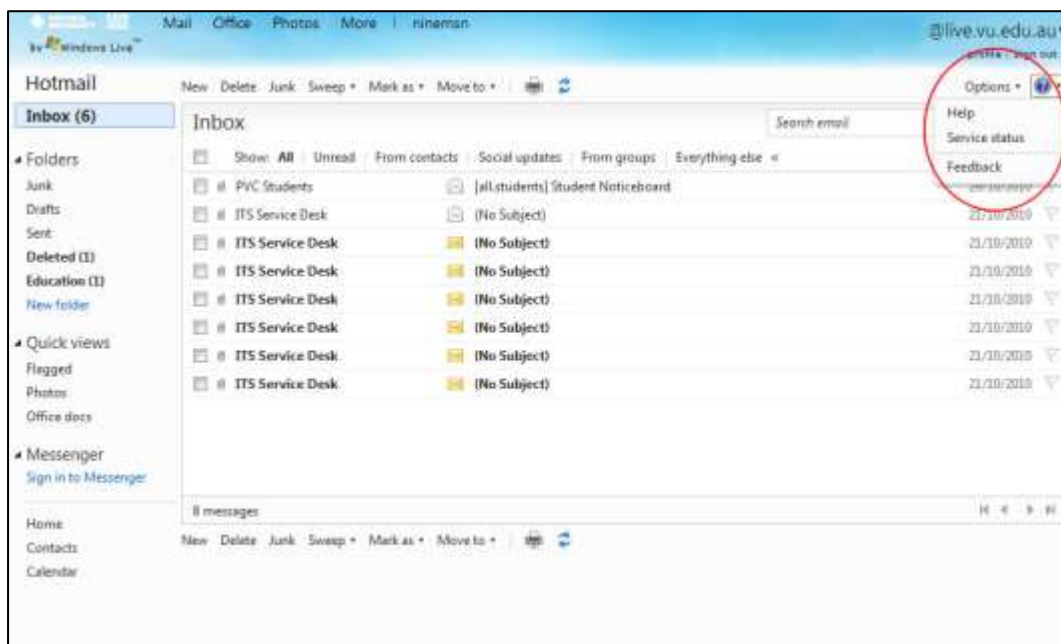 Mail Office Photos More | ninemsn
@live.vu.edu.au
by Windows Live™
profile | sign out
Hotmail
New Delete Junk Sweep Mark as Move to
Options
Inbox (6)
Inbox
Search email
Help
Service status
Feedback
Folders
Show: All Unread From contacts Social updates From groups Everything else «
Junk
PVC Students [all.students] Student Noticeboard
Drafts
ITS Service Desk (No Subject) 21/10/2010
Sent
ITS Service Desk (No Subject) 21/10/2010
Deleted (1)
ITS Service Desk (No Subject) 21/10/2010
Education (1)
ITS Service Desk (No Subject) 21/10/2010
New folder
ITS Service Desk (No Subject) 21/10/2010
Quick views
ITS Service Desk (No Subject) 21/10/2010
Flagged
ITS Service Desk (No Subject) 21/10/2010
Photos
Office docs
Messenger
Sign in to Messenger
8 messages
Home
New Delete Junk Sweep Mark as Move to
Contacts
Calendar